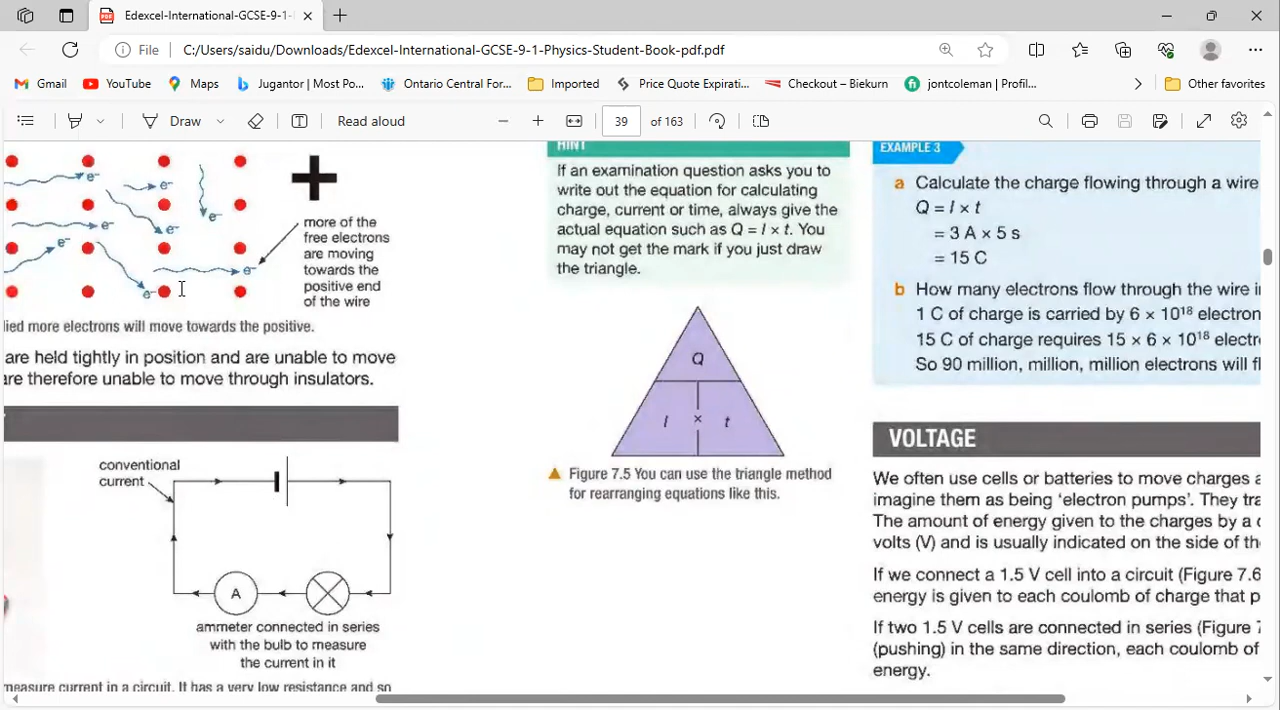 Edexcel-International-GCSE-9-1-
File C:/Users/saidu/Downloads/Edexcel-International-GCSE-9-1-Physics-Student-Book-pdf.pdf
Gmail YouTube Maps Jugantor | Most Po... Ontario Central For... Imported Price Quote Expirati... Checkout – Biekurn jontcoleman | Profil... Other favorites
Draw Read aloud 39 of 163
e⁻
e⁻
e⁻
e⁻
e⁻
e⁻
e⁻
e⁻
more of the
free electrons
are moving
towards the
positive end
of the wire
lied more electrons will move towards the positive.
are held tightly in position and are unable to move
are therefore unable to move through insulators.
conventional
current
A
ammeter connected in series
with the bulb to measure
the current in it
measure current in a circuit. It has a very low resistance and so
HINT
If an examination question asks you to
write out the equation for calculating
charge, current or time, always give the
actual equation such as Q = I × t. You
may not get the mark if you just draw
the triangle.
Q
I × t
Figure 7.5 You can use the triangle method
for rearranging equations like this.
EXAMPLE 3
a Calculate the charge flowing through a wire
Q = I × t
= 3 A × 5 s
= 15 C
b How many electrons flow through the wire i
1 C of charge is carried by 6 × 10¹⁸ electron
15 C of charge requires 15 × 6 × 10¹⁸ electr
So 90 million, million, million electrons will fl
VOLTAGE
We often use cells or batteries to move charges a
imagine them as being 'electron pumps'. They tra
The amount of energy given to the charges by a c
volts (V) and is usually indicated on the side of th
If we connect a 1.5 V cell into a circuit (Figure 7.6
energy is given to each coulomb of charge that p
If two 1.5 V cells are connected in series (Figure 7
(pushing) in the same direction, each coulomb of
energy.